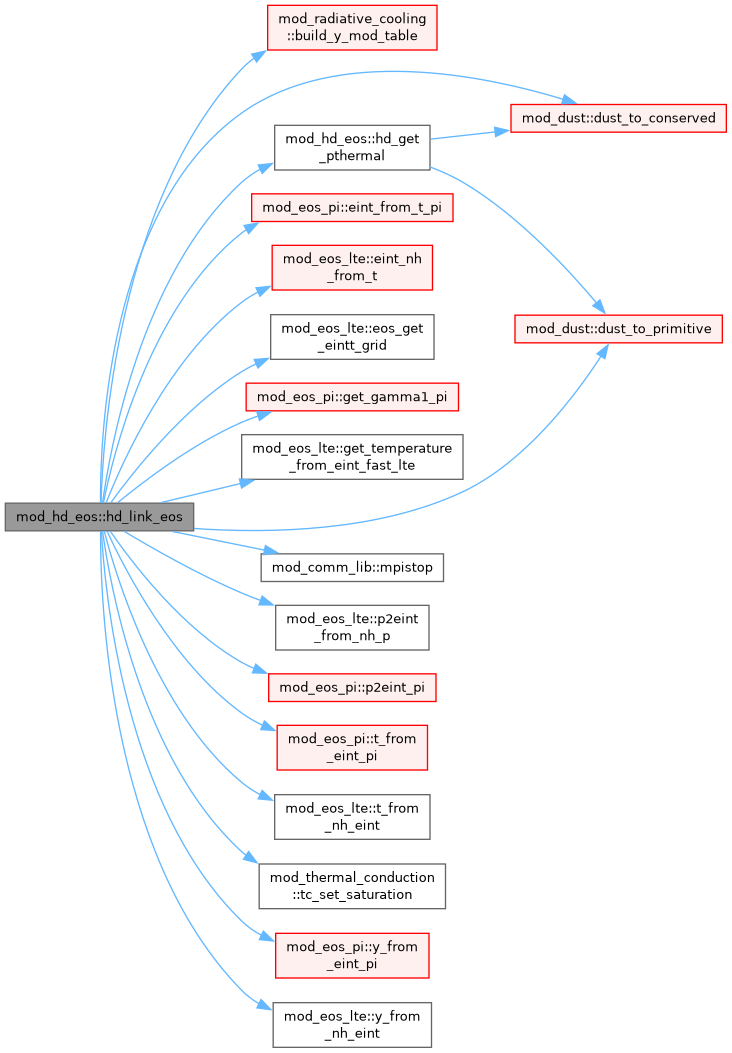 mod_radiative_cooling
::build_y_mod_table
mod_dust::dust_to_conserved
mod_hd_eos::hd_get
_pthermal
mod_eos_pi::eint_from_t_pi
mod_eos_lte::eint_nh
_from_t
mod_eos_lte::eos_get
_eintt_grid
mod_dust::dust_to_primitive
mod_eos_pi::get_gamma1_pi
mod_eos_lte::get_temperature
_from_eint_fast_lte
mod_hd_eos::hd_link_eos
mod_comm_lib::mpistop
mod_eos_lte::p2eint
_from_nh_p
mod_eos_pi::p2eint_pi
mod_eos_pi::t_from
_eint_pi
mod_eos_lte::t_from
_nh_eint
mod_thermal_conduction
::tc_set_saturation
mod_eos_pi::y_from
_eint_pi
mod_eos_lte::y_from
_nh_eint